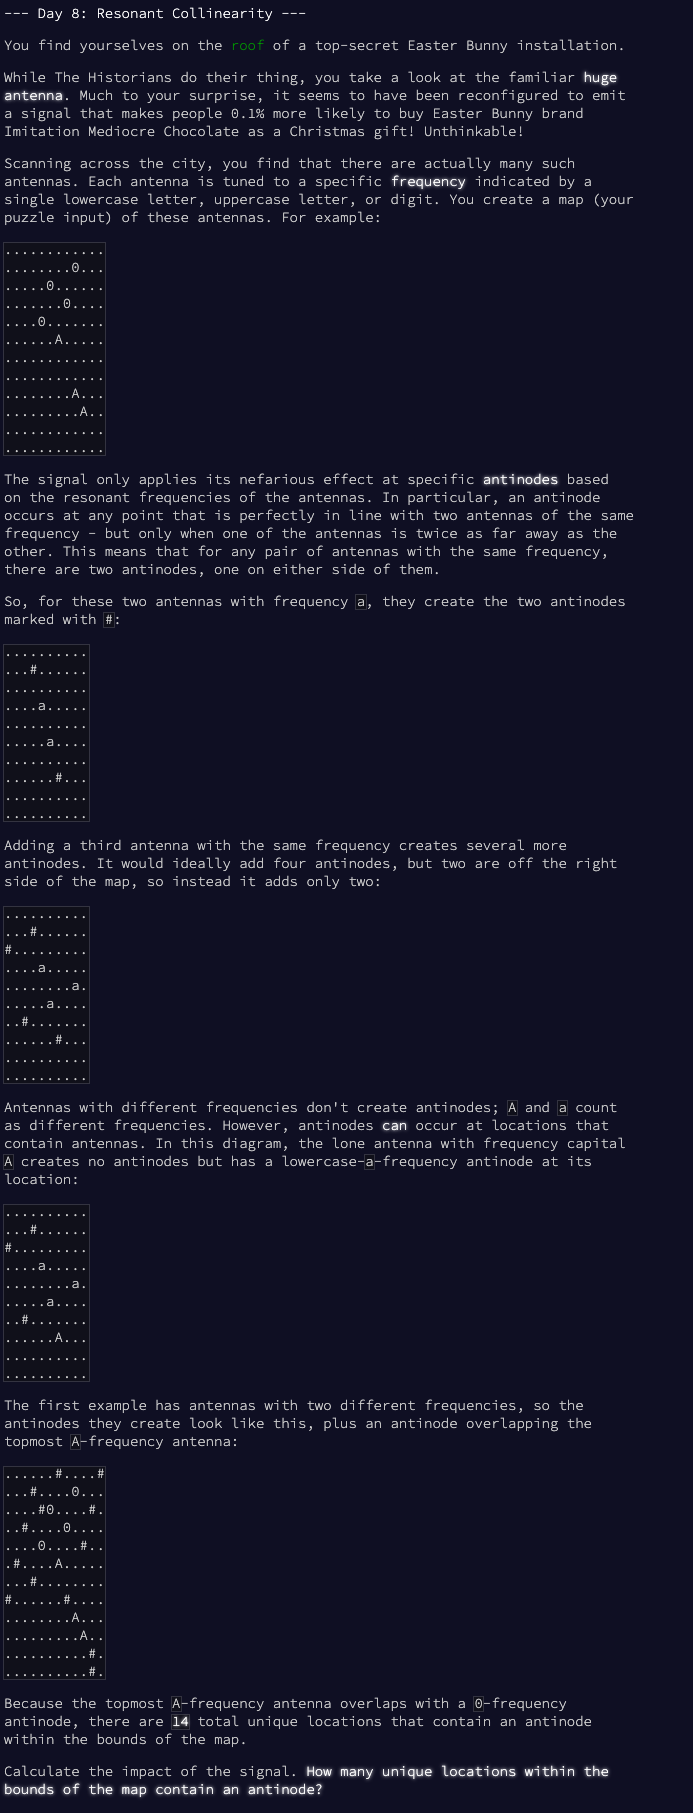 --- Day 8: Resonant Collinearity ---
You find yourselves on the roof of a top-secret Easter Bunny installation.
While The Historians do their thing, you take a look at the familiar huge
antenna. Much to your surprise, it seems to have been reconfigured to emit
a signal that makes people 0.1% more likely to buy Easter Bunny brand
Imitation Mediocre Chocolate as a Christmas gift! Unthinkable!
Scanning across the city, you find that there are actually many such
antennas. Each antenna is tuned to a specific frequency indicated by a
single lowercase letter, uppercase letter, or digit. You create a map (your
puzzle input) of these antennas. For example:
............
........0...
.....0......
.......0....
....0.......
......A.....
............
............
........A...
.........A..
............
............
The signal only applies its nefarious effect at specific antinodes based
on the resonant frequencies of the antennas. In particular, an antinode
occurs at any point that is perfectly in line with two antennas of the same
frequency - but only when one of the antennas is twice as far away as the
other. This means that for any pair of antennas with the same frequency,
there are two antinodes, one on either side of them.
So, for these two antennas with frequency a, they create the two antinodes
marked with #:
..........
...#......
..........
....a.....
..........
.....a....
..........
......#...
..........
..........
Adding a third antenna with the same frequency creates several more
antinodes. It would ideally add four antinodes, but two are off the right
side of the map, so instead it adds only two:
..........
...#......
#.........
....a.....
........a.
.....a....
..#.......
......#...
..........
..........
Antennas with different frequencies don't create antinodes; A and a count
as different frequencies. However, antinodes can occur at locations that
contain antennas. In this diagram, the lone antenna with frequency capital
A creates no antinodes but has a lowercase-a-frequency antinode at its
location:
..........
...#......
#.........
....a.....
........a.
.....a....
..#.......
......A...
..........
..........
The first example has antennas with two different frequencies, so the
antinodes they create look like this, plus an antinode overlapping the
topmost A-frequency antenna:
......#....#
...#....0...
....#0....#.
..#....0....
....0....#..
.#....A.....
...#........
#......#....
........A...
.........A..
..........#.
..........#.
Because the topmost A-frequency antenna overlaps with a 0-frequency
antinode, there are 14 total unique locations that contain an antinode
within the bounds of the map.
Calculate the impact of the signal. How many unique locations within the
bounds of the map contain an antinode?